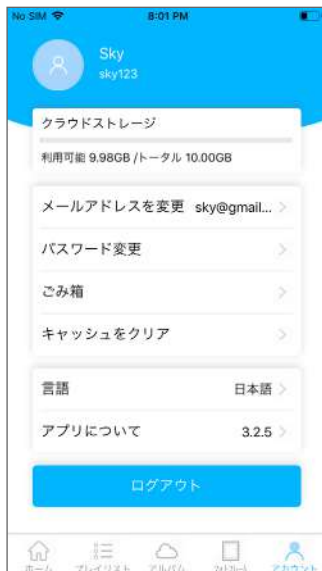 No SIM 8:01 PM
Sky
sky123
クラウドストレージ
利用可能 9.98GB /トータル 10.00GB
メールアドレスを変更 sky@gmail...
パスワード変更
ごみ箱
キャッシュをクリア
言語 日本語
アプリについて 3.2.5
ログアウト
ホーム プレイリスト アルバム アカウント